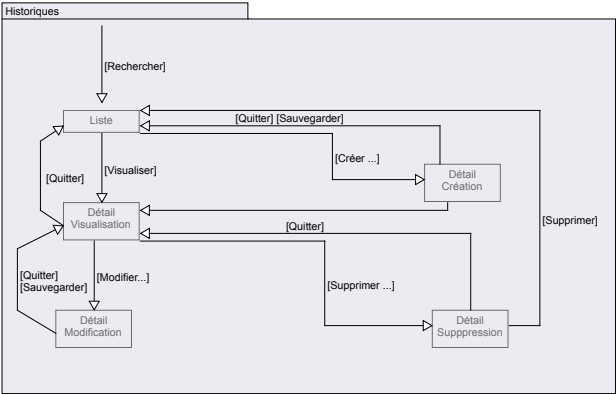 Historiques
[Rechercher]
Liste
[Quitter] [Sauvegarder]
[Créer ...]
[Visualiser]
[Quitter]
Détail
Création
Détail
Visualisation
[Quitter]
[Supprimer]
[Quitter]
[Sauvegarder]
[Modifier...]
[Supprimer ...]
Détail
Modification
Détail
Supppression